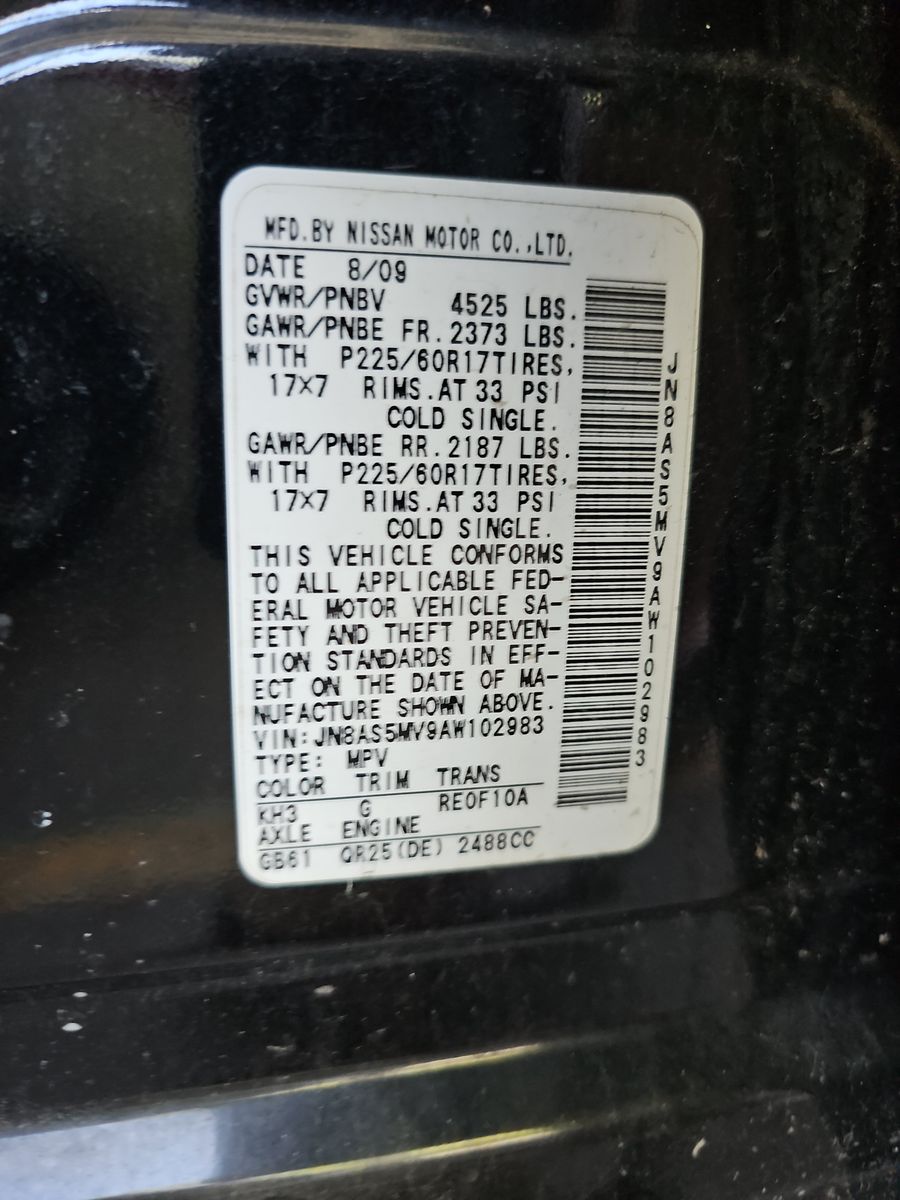 MFD.BY NISSAN MOTOR CO.,LTD.
DATE 8/09
GVWR/PNBV 4525 LBS.
GAWR/PNBE FR.2373 LBS.
WITH P225/60R17TIRES,
17×7 RIMS.AT 33 PSI
COLD SINGLE.
GAWR/PNBE RR.2187 LBS.
WITH P225/60R17TIRES,
17×7 RIMS.AT 33 PSI
COLD SINGLE.
THIS VEHICLE CONFORMS
TO ALL APPLICABLE FED-
ERAL MOTOR VEHICLE SA-
FETY AND THEFT PREVEN-
TION STANDARDS IN EFF-
ECT ON THE DATE OF MA-
NUFACTURE SHOWN ABOVE.
VIN:JN8AS5MV9AW102983
TYPE: MPV
COLOR TRIM TRANS
KH3 G RE0F10A
AXLE ENGINE
GB61 QR25(DE) 2488CC
JN8AS5MV9AW102983